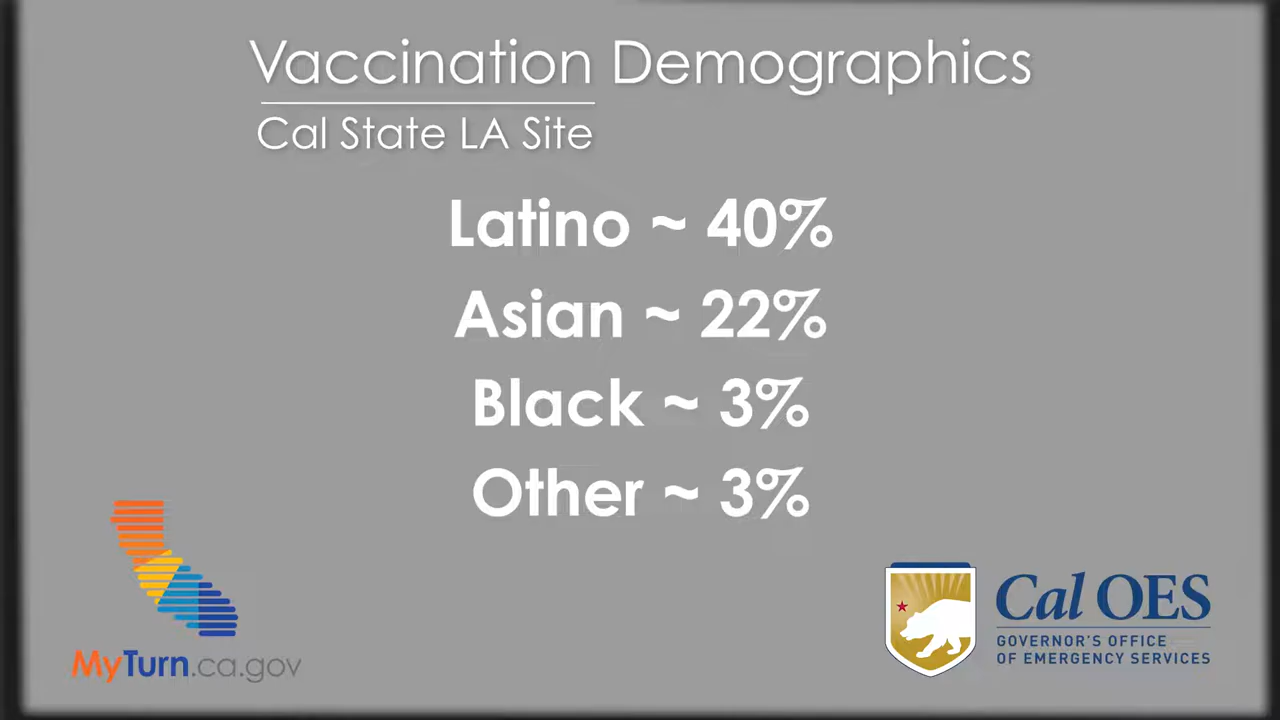 Vaccination Demographics
Cal State LA Site
Latino ~ 40%
Asian ~ 22%
Black ~ 3%
Other ~ 3%
MyTurn.ca.gov
Cal OES
GOVERNOR'S OFFICE
OF EMERGENCY SERVICES